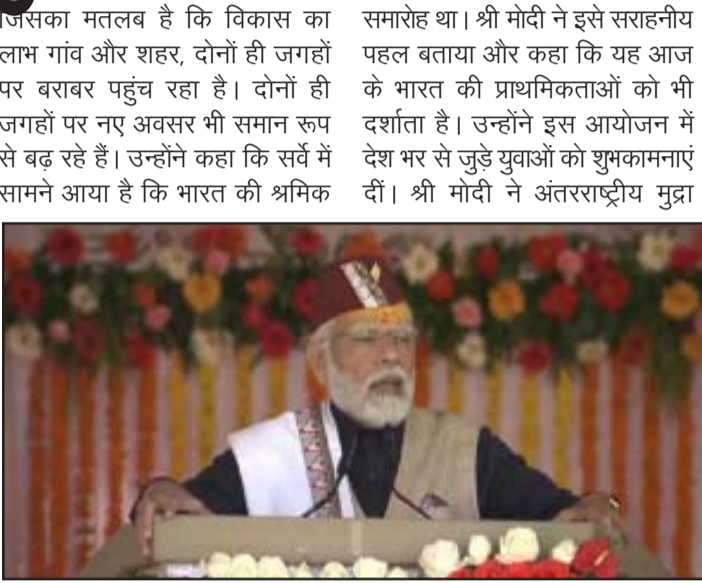 जिसका मतलब है कि विकास का
लाभ गांव और शहर, दोनों ही जगहों
पर बराबर पहुंच रहा है। दोनों ही
जगहों पर नए अवसर भी समान रूप
से बढ़ रहे हैं। उन्होंने कहा कि सर्वे में
सामने आया है कि भारत की श्रमिक
समारोह था। श्री मोदी ने इसे सराहनीय
पहल बताया और कहा कि यह आज
के भारत की प्राथमिकताओं को भी
दर्शाता है। उन्होंने इस आयोजन में
देश भर से जुड़े युवाओं को शुभकामनाएं
दीं। श्री मोदी ने अंतरराष्ट्रीय मुद्रा